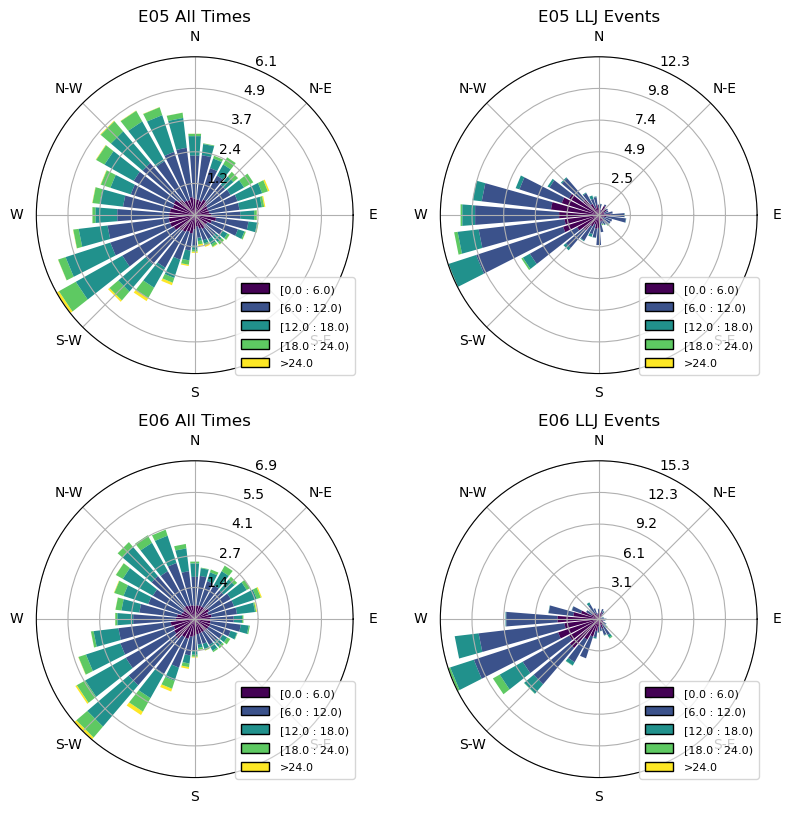 E05 All Times
N
N-W
N-E
W
E
S-W
S
6.1
4.9
3.7
2.4
1.2
[0.0 : 6.0)
[6.0 : 12.0)
[12.0 : 18.0)
[18.0 : 24.0)
>24.0
S-E
E05 LLJ Events
N
N-W
N-E
W
E
S-W
S
12.3
9.8
7.4
4.9
2.5
[0.0 : 6.0)
[6.0 : 12.0)
[12.0 : 18.0)
[18.0 : 24.0)
>24.0
S-E
E06 All Times
N
N-W
N-E
W
E
S-W
S
6.9
5.5
4.1
2.7
1.4
[0.0 : 6.0)
[6.0 : 12.0)
[12.0 : 18.0)
[18.0 : 24.0)
>24.0
S-E
E06 LLJ Events
N
N-W
N-E
W
E
S-W
S
15.3
12.3
9.2
6.1
3.1
[0.0 : 6.0)
[6.0 : 12.0)
[12.0 : 18.0)
[18.0 : 24.0)
>24.0
S-E